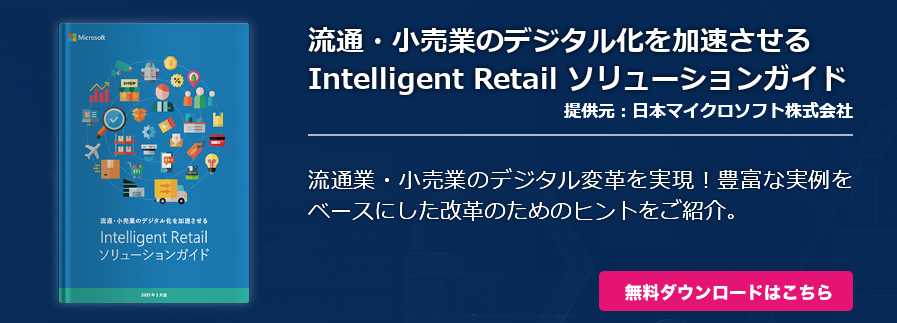 Microsoft
SHOP
流通・小売業のデジタル化を加速させる
Intelligent Retail
ソリューションガイド
流通・小売業のデジタル化を加速させる
Intelligent Retail ソリューションガイド
提供元：日本マイクロソフト株式会社
流通業・小売業のデジタル変革を実現！豊富な実例を
ベースにした改革のためのヒントをご紹介。
無料ダウンロードはこちら